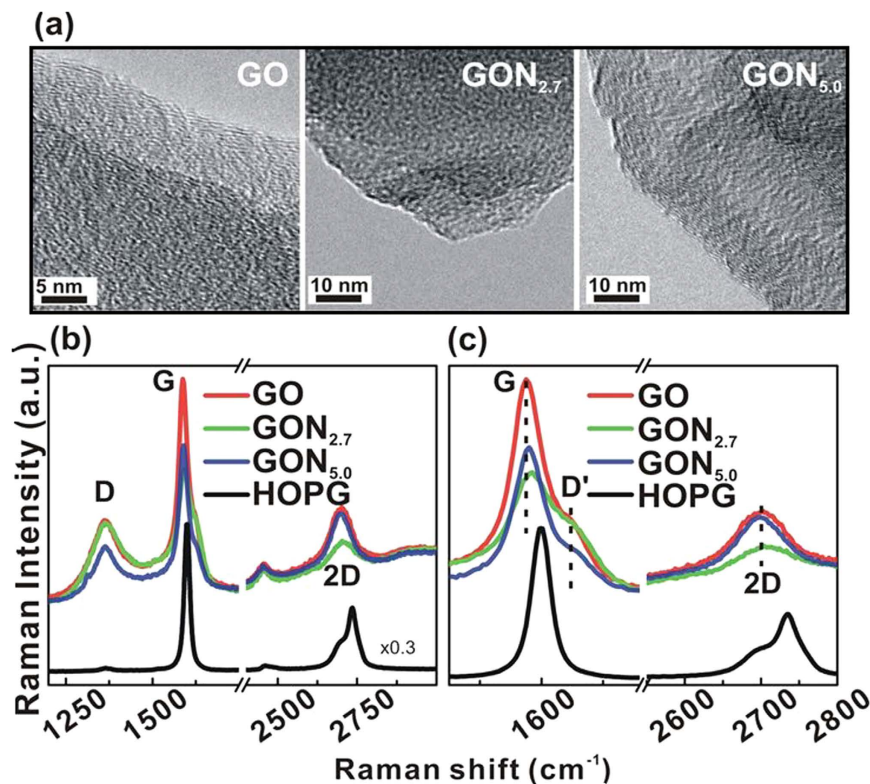 (a)
GO
GON2.7
GON5.0
5 nm
10 nm
10 nm
(b)
(c)
Raman Intensity (a.u.)
G
GO
GON2.7
GON5.0
HOPG
D
2D
x0.3
1250
1500
2500
2750
G
GO
GON2.7
GON5.0
HOPG
D'
2D
1600
2600
2700
2800
Raman shift (cm-1)